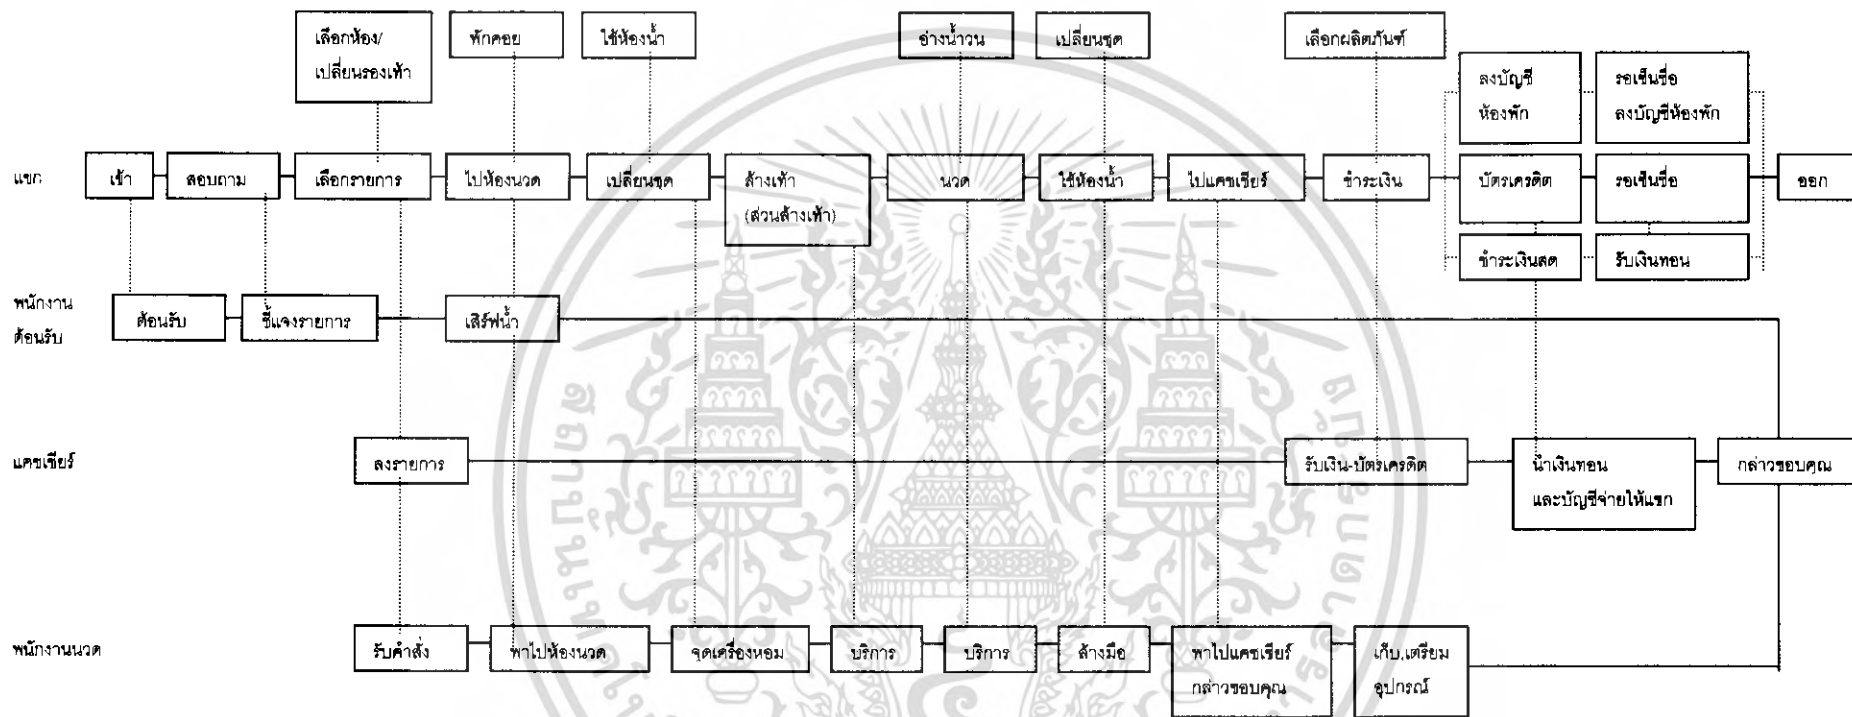 เลือกห้อง/
เปลี่ยนรองเท้า
พักคอย
ใช้ห้องน้ำ
อ่างน้ำวน
เปลี่ยนชุด
เลือกผลิตภัณฑ์
ลงบัญชี
ห้องพัก
รอเซ็นชื่อ
ลงบัญชีห้องพัก
แขก
เข้า
สอบถาม
เลือกรายการ
ไปห้องนวด
เปลี่ยนชุด
ล้างเท้า
(ส่วนล้างเท้า)
นวด
ใช้ห้องน้ำ
ไปแคชเชียร์
ชำระเงิน
บัตรเครดิต
รอเซ็นชื่อ
ออก
ชำระเงินสด
รับเงินทอน
พนักงาน
ต้อนรับ
ต้อนรับ
ชี้แจงรายการ
เสิร์ฟน้ำ
แคชเชียร์
ลงรายการ
รับเงิน-บัตรเครดิต
นำเงินทอน
และบัญชีจ่ายให้แขก
กล่าวขอบคุณ
พนักงานนวด
รับคำสั่ง
พาไปห้องนวด
จุดเครื่องหอม
บริการ
บริการ
ล้างมือ
พาไปแคชเชียร์
กล่าวขอบคุณ
เก็บ,เตรียม
อุปกรณ์